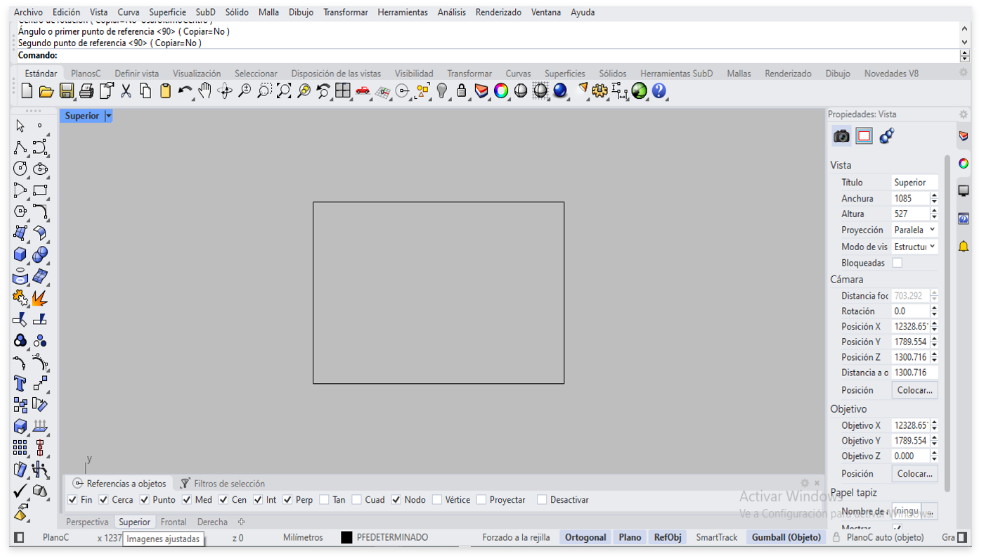 Archivo Edición Vista Curva Superficie SubD Sólido Malla Dibujo Transformar Herramientas Análisis Renderizado Ventana Ayuda
Ángulo o primer punto de referencia <90> ( Copiar=No )
Segundo punto de referencia <90> ( Copiar=No )
Comando:
Estándar PlanosC Definir vista Visualización Seleccionar Disposición de las vistas Visibilidad Transformar Curvas Superficies Sólidos Herramientas SubD Mallas Renderizado Dibujo Novedades V8
Superior
Propiedades: Vista
Vista
Título Superior
Anchura 1085
Altura 527
Proyección Paralela
Modo de vis Estructu
Bloqueadas
Cámara
Distancia foc 703.292
Rotación 0.0
Posición X 12328.65
Posición Y 1789.554
Posición Z 1300.716
Distancia a o 1300.716
Posición Colocar...
Objetivo
Objetivo X 12328.65
Objetivo Y 1789.554
Objetivo Z 0.000
Posición Colocar...
Papel tapiz
Nombre de a (ningu ...
y
Referencias a objetos Filtros de selección
Fin Cerca Punto Med Cen Int Perp Tan Cuad Nodo Vértice Proyectar Desactivar
Activar Windows
Ve a Configuración para
Perspectiva Superior Frontal Derecha
Imagenes ajustadas
PlanoC x 1237 z 0 Milímetros PREDETERMINADO Forzado a la rejilla Ortogonal Plano RefObj SmartTrack Gumball (Objeto) PlanoC auto (objeto) Gra